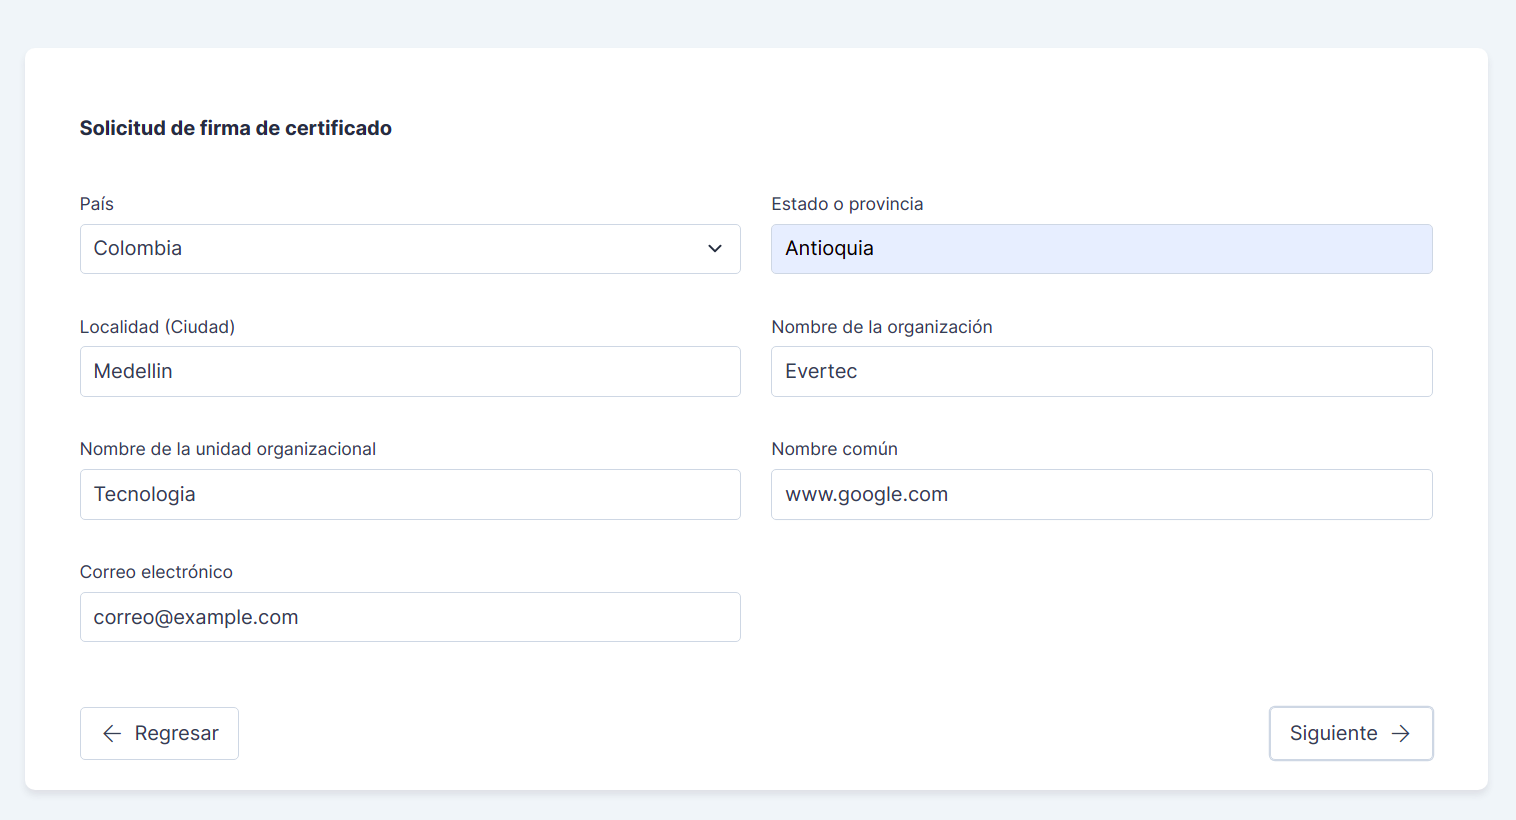 Solicitud de firma de certificado
País
Estado o provincia
Colombia
Antioquia
Localidad (Ciudad)
Nombre de la organización
Medellin
Evertec
Nombre de la unidad organizacional
Nombre común
Tecnologia
www.google.com
Correo electrónico
correo@example.com
Regresar
Siguiente